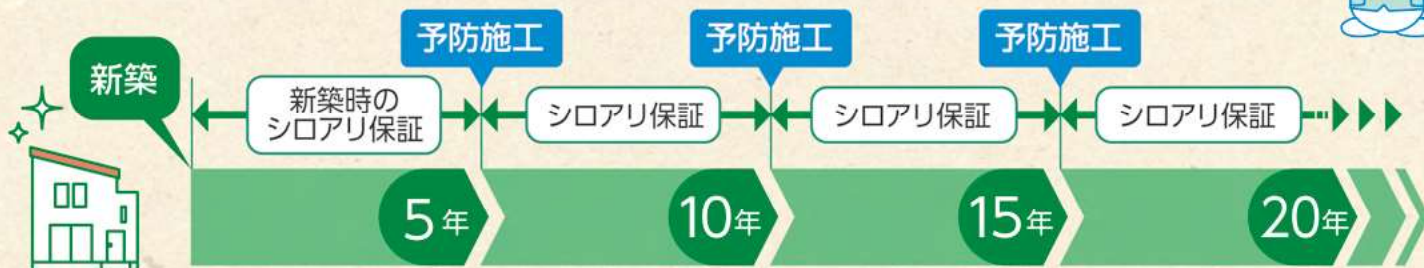 新築
予防施工
予防施工
予防施工
新築時の
シロアリ保証
シロアリ保証
シロアリ保証
シロアリ保証
5年
10年
15年
20年